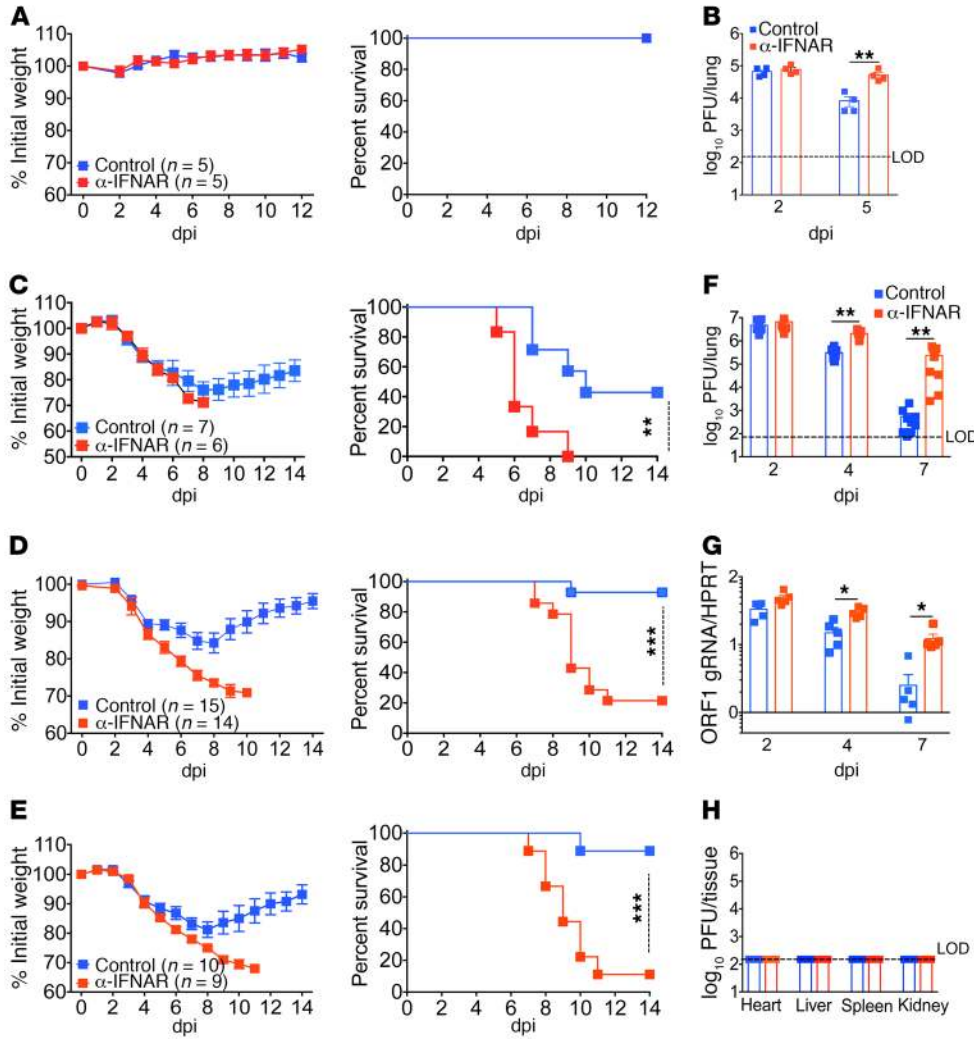 A
% Initial weight
110
100
90
80
70
60
Control (n = 5)
α-IFNAR (n = 5)
0 2 4 6 8 10 12
dpi
Percent survival
100
80
60
40
20
0
0 2 4 6 8 10 12
dpi
B
log10 PFU/lung
6
5
4
3
2
1
Control
α-IFNAR
**
LOD
2 5
dpi
C
% Initial weight
110
100
90
80
70
60
50
Control (n = 7)
α-IFNAR (n = 6)
0 2 4 6 8 10 12 14
dpi
Percent survival
100
80
60
40
20
0
**
0 2 4 6 8 10 12 14
dpi
F
log10 PFU/lung
7
6
5
4
3
2
1
Control
α-IFNAR
**
**
LOD
2 4 7
dpi
D
% Initial weight
100
90
80
70
60
Control (n = 15)
α-IFNAR (n = 14)
0 2 4 6 8 10 12 14
dpi
Percent survival
100
80
60
40
20
0
***
0 2 4 6 8 10 12 14
dpi
G
ORF1 gRNA/HPRT
2
1
0
*
*
2 4 7
dpi
E
% Initial weight
110
100
90
80
70
60
Control (n = 10)
α-IFNAR (n = 9)
0 2 4 6 8 10 12 14
dpi
Percent survival
100
80
60
40
20
0
***
0 2 4 6 8 10 12 14
dpi
H
log10 PFU/tissue
6
5
4
3
2
1
LOD
Heart Liver Spleen Kidney